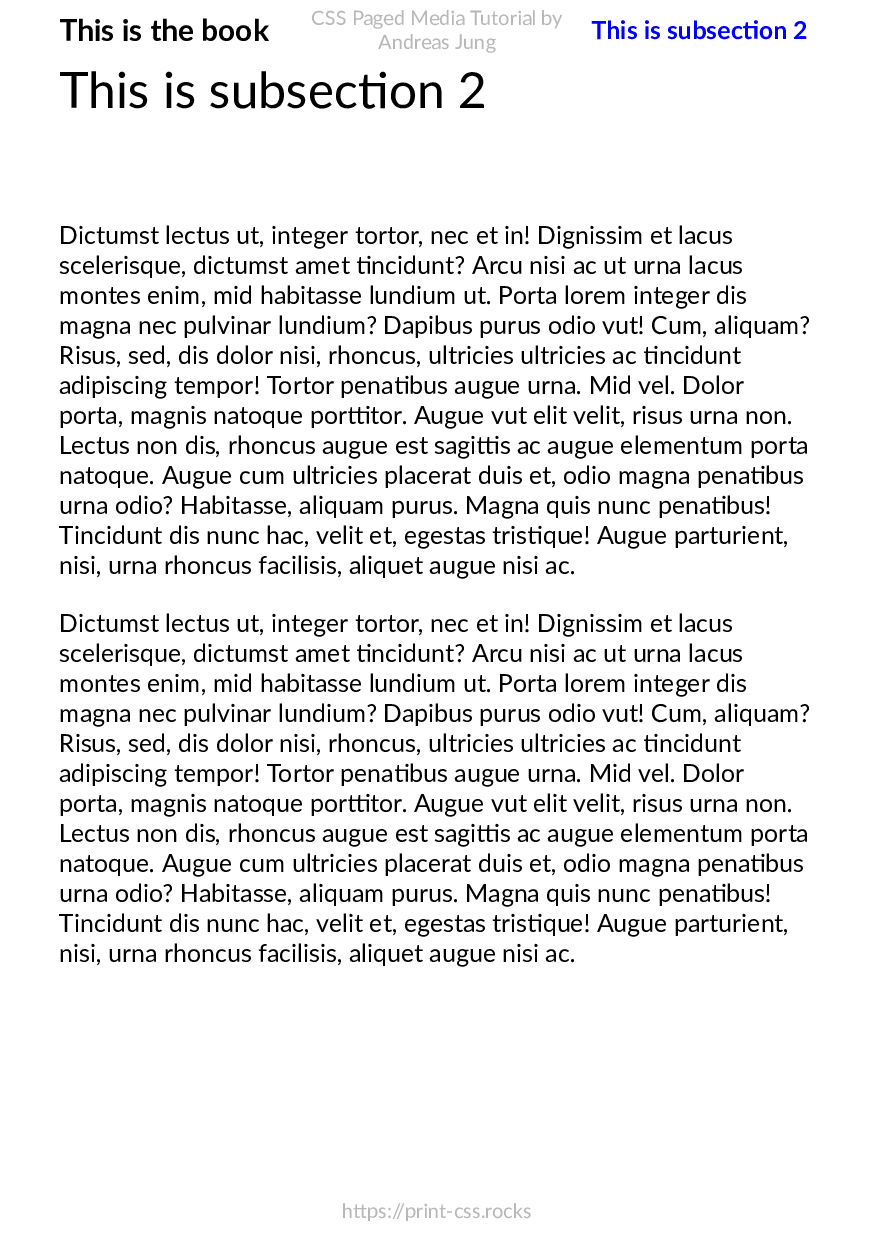 This is the book
CSS Paged Media Tutorial by
Andreas Jung
This is subsection 2
This is subsection 2
Dictumst lectus ut, integer tortor, nec et in! Dignissim et lacus
scelerisque, dictumst amet tincidunt? Arcu nisi ac ut urna lacus
montes enim, mid habitasse lundium ut. Porta lorem integer dis
magna nec pulvinar lundium? Dapibus purus odio vut! Cum, aliquam?
Risus, sed, dis dolor nisi, rhoncus, ultricies ultricies ac tincidunt
adipiscing tempor! Tortor penatibus augue urna. Mid vel. Dolor
porta, magnis natoque porttitor. Augue vut elit velit, risus urna non.
Lectus non dis, rhoncus augue est sagittis ac augue elementum porta
natoque. Augue cum ultricies placerat duis et, odio magna penatibus
urna odio? Habitasse, aliquam purus. Magna quis nunc penatibus!
Tincidunt dis nunc hac, velit et, egestas tristique! Augue parturient,
nisi, urna rhoncus facilisis, aliquet augue nisi ac.
Dictumst lectus ut, integer tortor, nec et in! Dignissim et lacus
scelerisque, dictumst amet tincidunt? Arcu nisi ac ut urna lacus
montes enim, mid habitasse lundium ut. Porta lorem integer dis
magna nec pulvinar lundium? Dapibus purus odio vut! Cum, aliquam?
Risus, sed, dis dolor nisi, rhoncus, ultricies ultricies ac tincidunt
adipiscing tempor! Tortor penatibus augue urna. Mid vel. Dolor
porta, magnis natoque porttitor. Augue vut elit velit, risus urna non.
Lectus non dis, rhoncus augue est sagittis ac augue elementum porta
natoque. Augue cum ultricies placerat duis et, odio magna penatibus
urna odio? Habitasse, aliquam purus. Magna quis nunc penatibus!
Tincidunt dis nunc hac, velit et, egestas tristique! Augue parturient,
nisi, urna rhoncus facilisis, aliquet augue nisi ac.
https://print-css.rocks